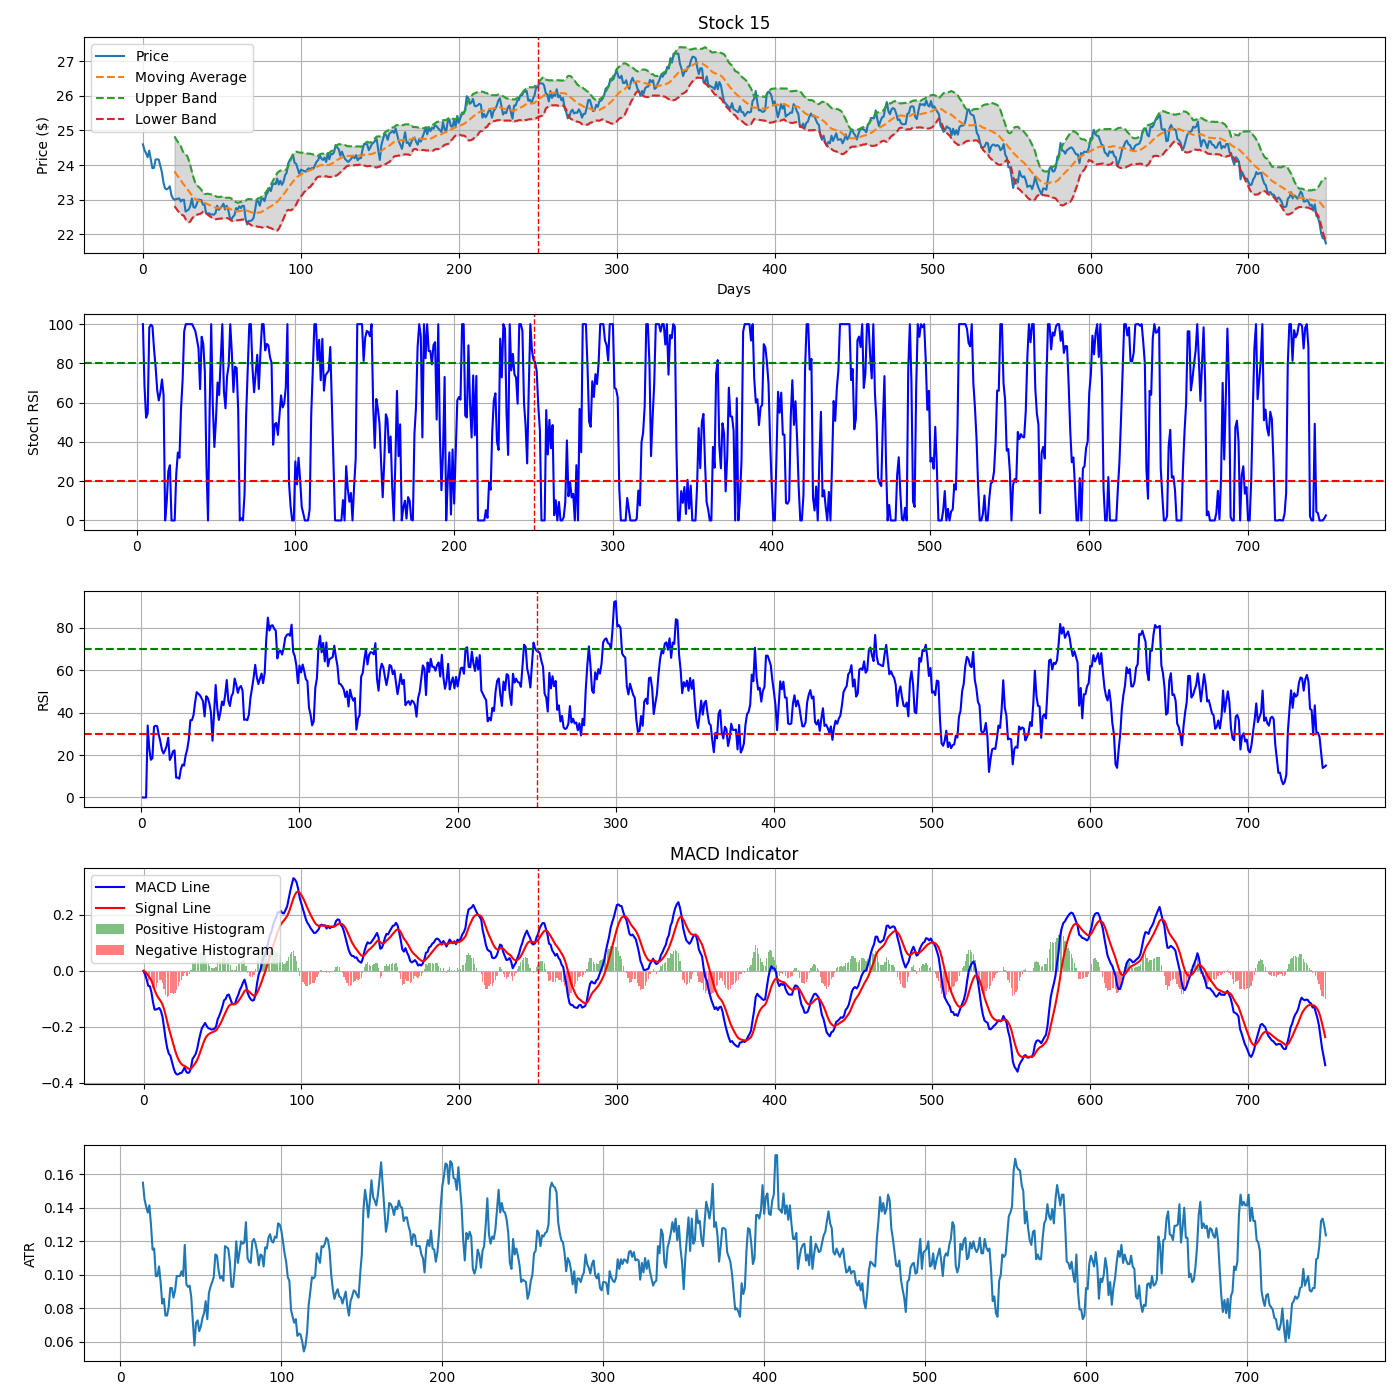 Stock 15
Price ($)
27
26
25
24
23
22
Price
Moving Average
Upper Band
Lower Band
0 100 200 300 400 500 600 700
Days
Stoch RSI
100
80
60
40
20
0
0 100 200 300 400 500 600 700
RSI
80
60
40
20
0
0 100 200 300 400 500 600 700
MACD Indicator
0.2
0.0
−0.2
−0.4
MACD Line
Signal Line
Positive Histogram
Negative Histogram
0 100 200 300 400 500 600 700
ATR
0.16
0.14
0.12
0.10
0.08
0.06
0 100 200 300 400 500 600 700